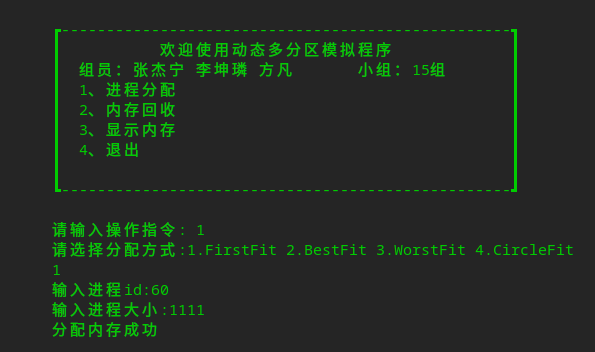 欢迎使用动态多分区模拟程序
组员: 张杰宁 李坤璘 方凡 小组: 15组
1、进程分配
2、内存回收
3、显示内存
4、退出
请输入操作指令: 1
请选择分配方式:1.FirstFit 2.BestFit 3.WorstFit 4.CircleFit
1
输入进程id:60
输入进程大小:1111
分配内存成功